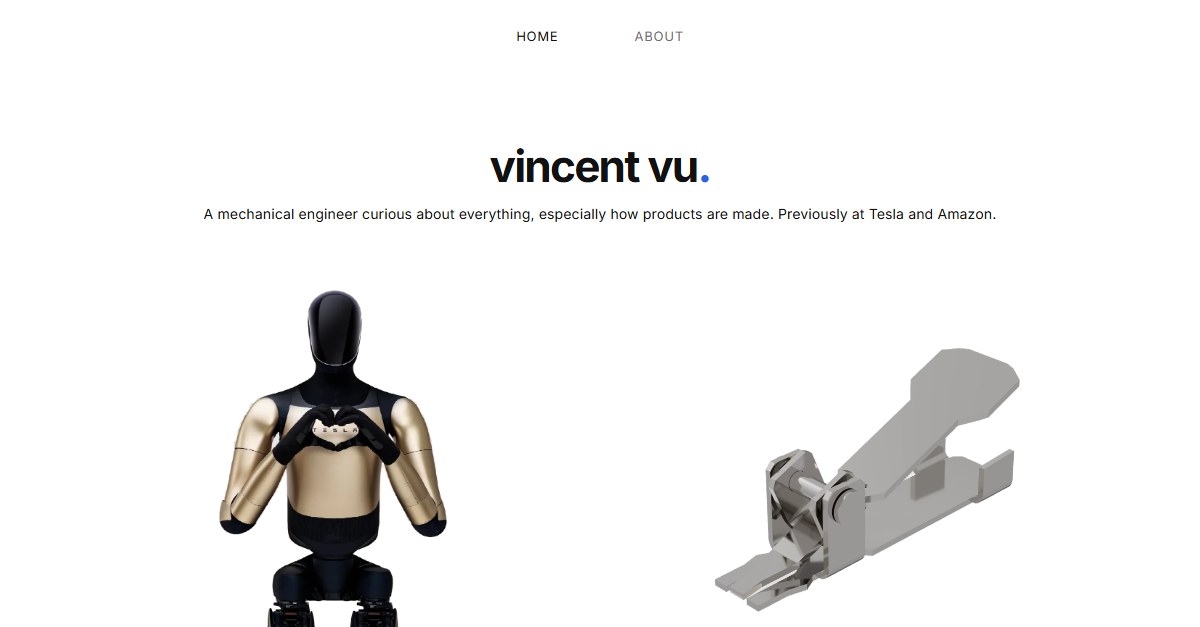 HOME ABOUT
vincent vu.
A mechanical engineer curious about everything, especially how products are made. Previously at Tesla and Amazon.
TESLA